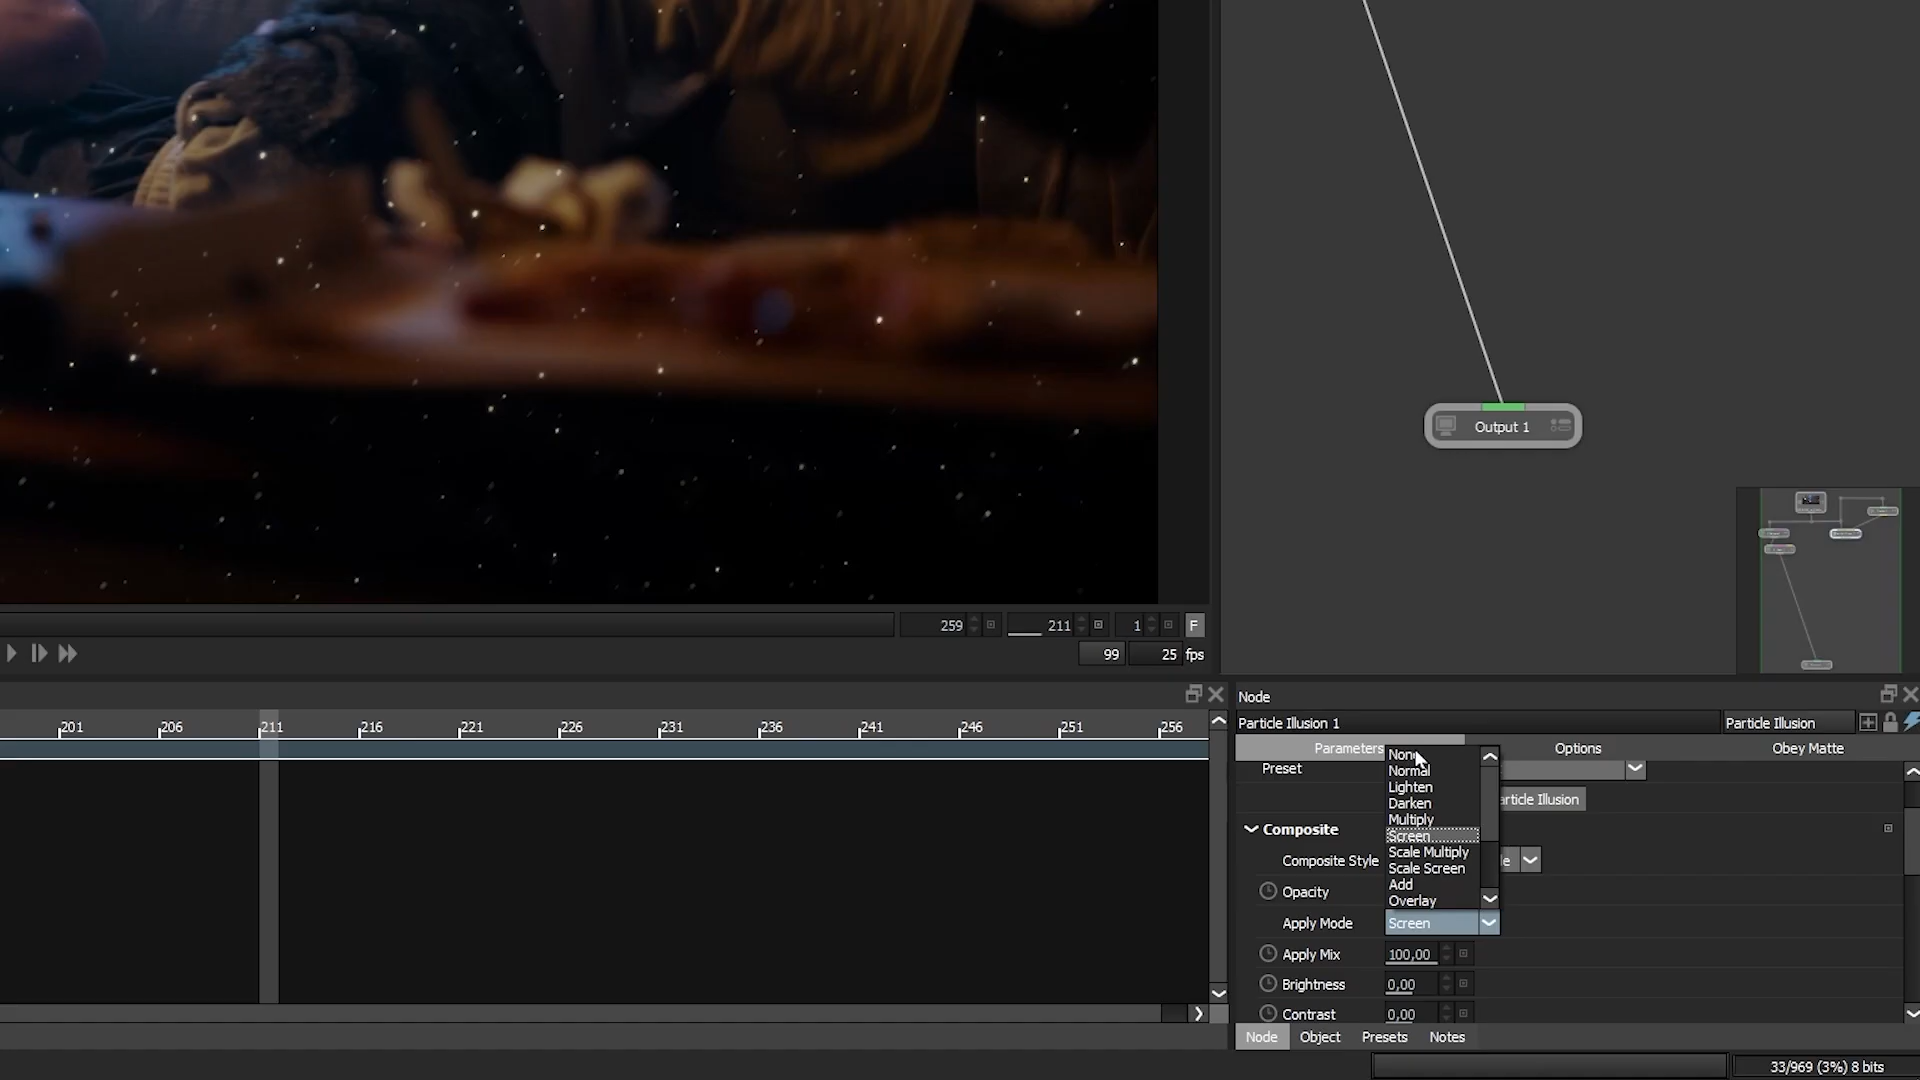 Output 1
259
211
1
F
99
25 fps
201
206
211
216
221
226
231
236
241
246
251
256
Node
Particle Illusion 1
Particle Illusion
Parameters
Options
Obey Matte
Preset
None
Normal
Lighten
Darken
Multiply
Screen
Scale Multiply
Scale Screen
Add
Overlay
article Illusion
Composite
Composite Style
e
Opacity
Apply Mode
Screen
Apply Mix
100,00
Brightness
0,00
Contrast
0,00
Node
Object
Presets
Notes
33/969 (3%) 8 bits